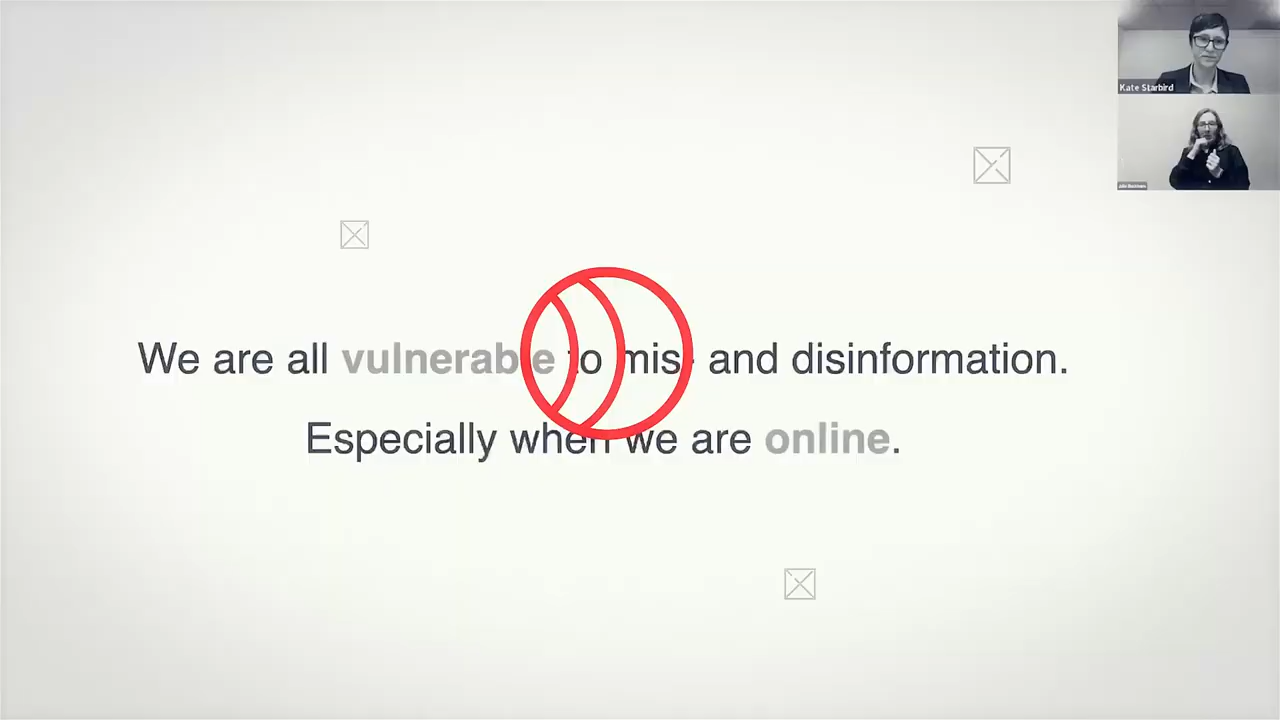 Kate Starbird
We are all vulnerable to mis- and disinformation.
Especially when we are online.